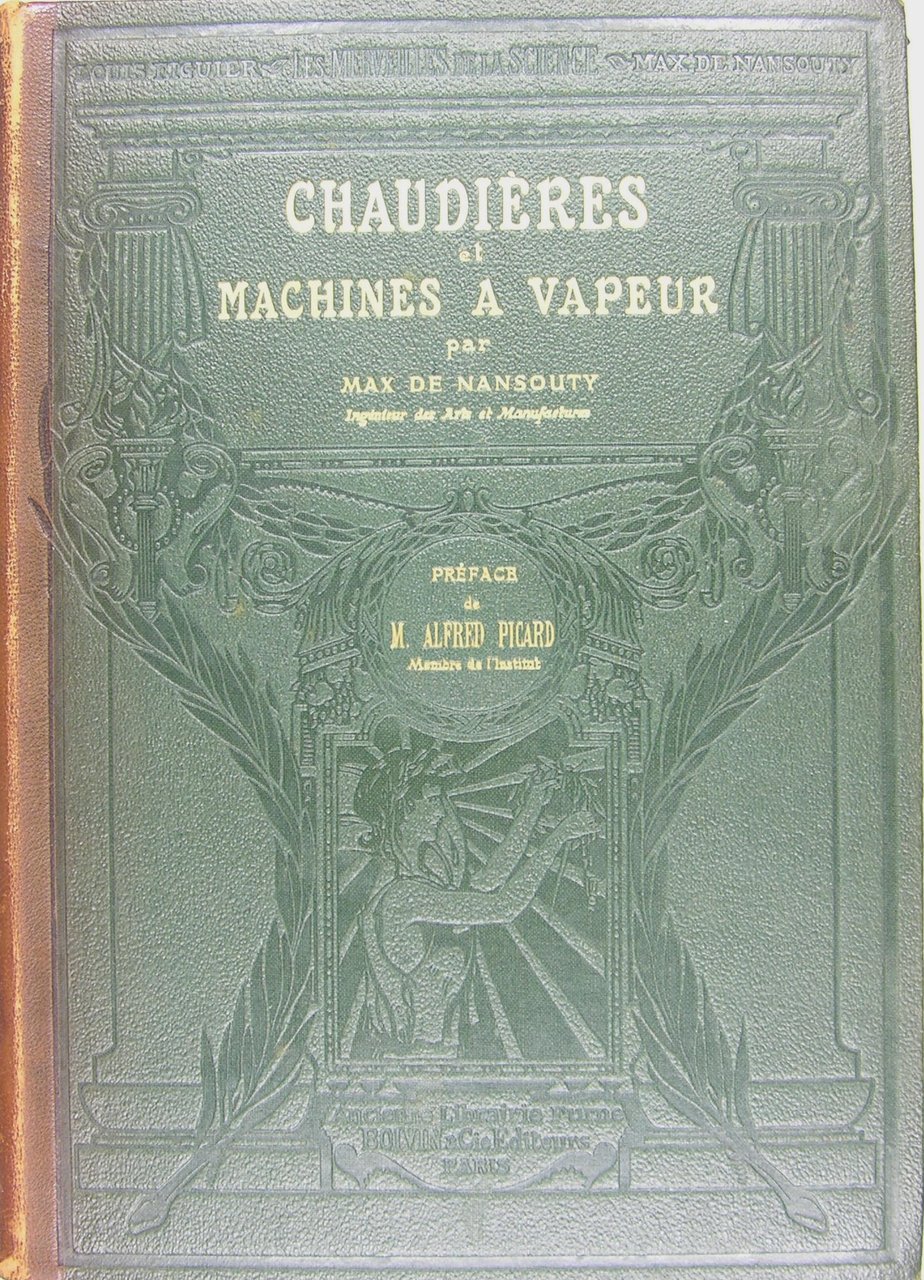 LOUIS FIGUIER LES MERVEILLES DE LA SCIENCE MAX DE NANSOUTY
CHAUDIÈRES
et
MACHINES A VAPEUR
par
MAX DE NANSOUTY
Ingénieur des Arts et Manufactures
PRÉFACE
de
M. ALFRED PICARD
Membre de l'Institut
Ancienne Librairie Furne
BOIVIN & Cie Editeurs
PARIS